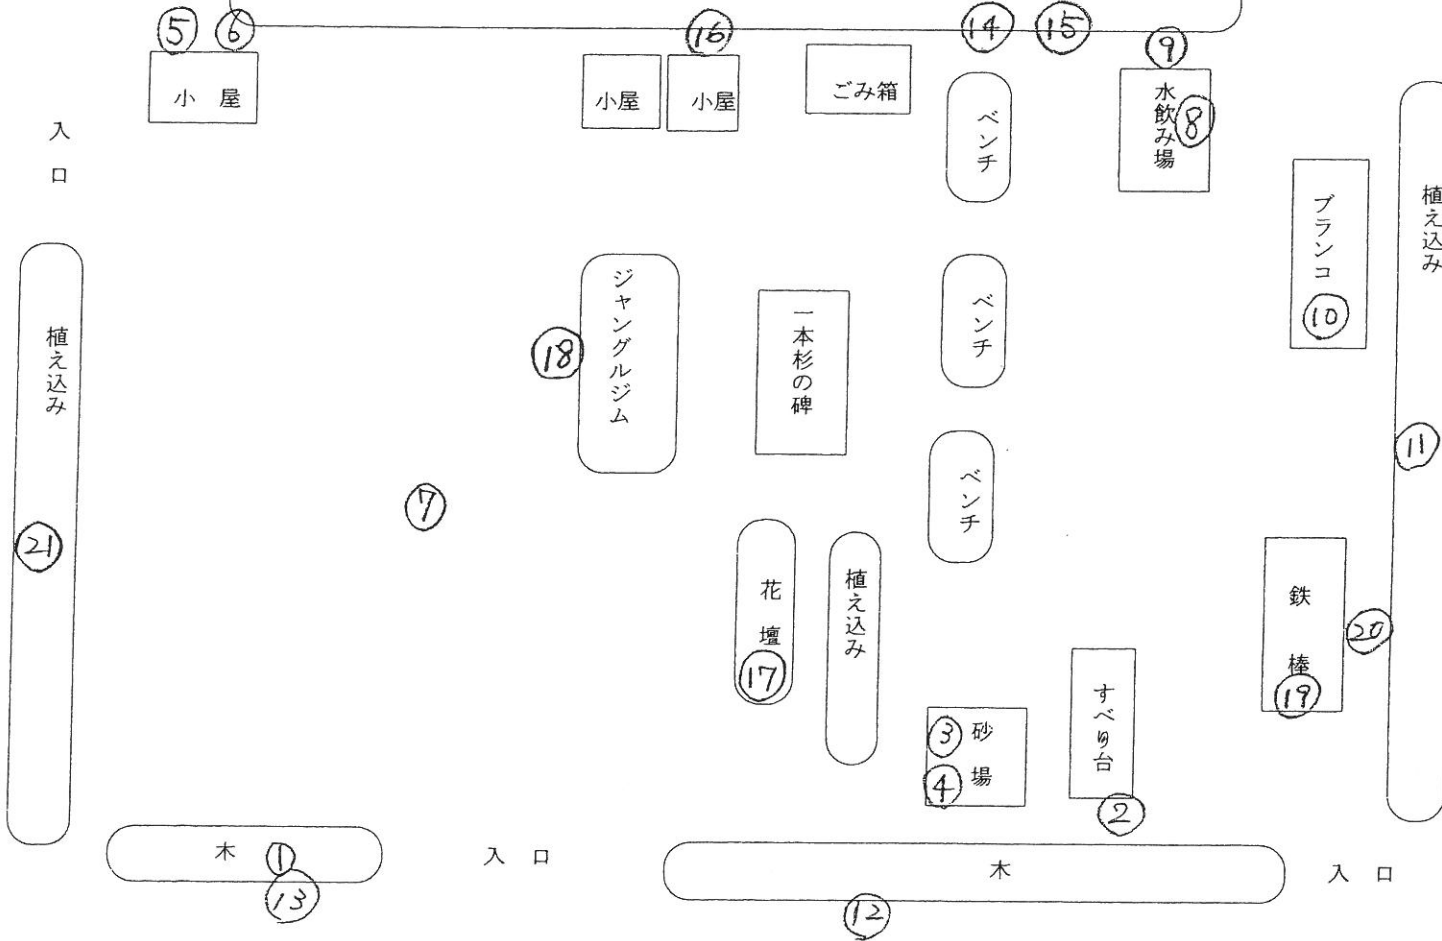 ⑤ ⑥ ⑯ ⑭ ⑮ ⑨
小屋
小屋
小屋
ごみ箱
ベンチ
水飲み場 ⑧
入口
植え込み
ブランコ
⑩
植え込み
⑪
ジャングルジム
⑱
一本杉の碑
ベンチ
ベンチ
⑦
㉑
花壇
⑰
植え込み
鉄棒
⑲
⑳
すべり台
②
③ 砂場
④
木 ①
⑬
入口
木
⑫
入口